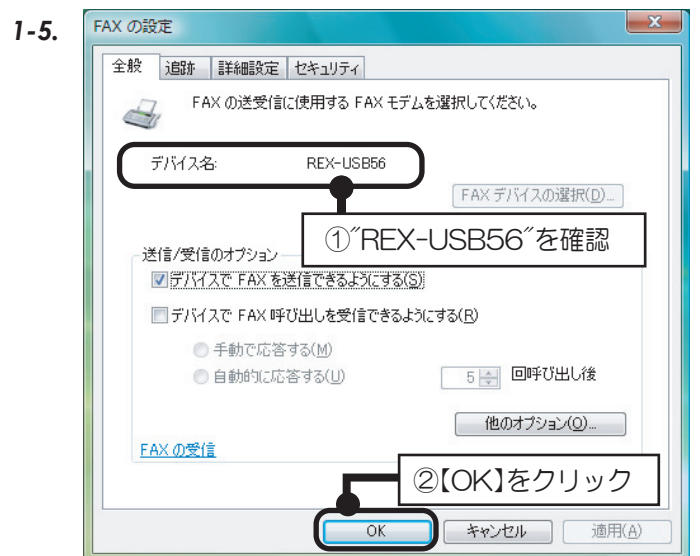 1-5.
FAX の設定
全般 追跡 詳細設定 セキュリティ
FAX の送受信に使用する FAX モデムを選択してください。
デバイス名: REX-USB56
FAX デバイスの選択(D)...
①"REX-USB56"を確認
送信/受信のオプション
デバイスで FAX を送信できるようにする(S)
デバイスで FAX 呼び出しを受信できるようにする(R)
手動で応答する(M)
自動的に応答する(U) 5 回呼び出し後
他のオプション(O)...
FAX の受信
②【OK】をクリック
OK キャンセル 適用(A)